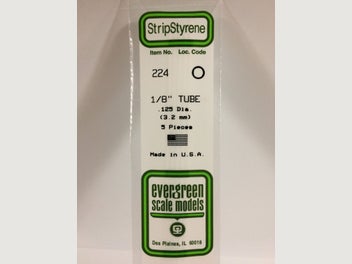 StripStyrene
Item No. Loc. Code
224
1/8" TUBE
.125 Dia.
(3.2 mm)
5 Pieces
Made in U.S.A.
evergreen
scale models
Des Plaines, IL 60018